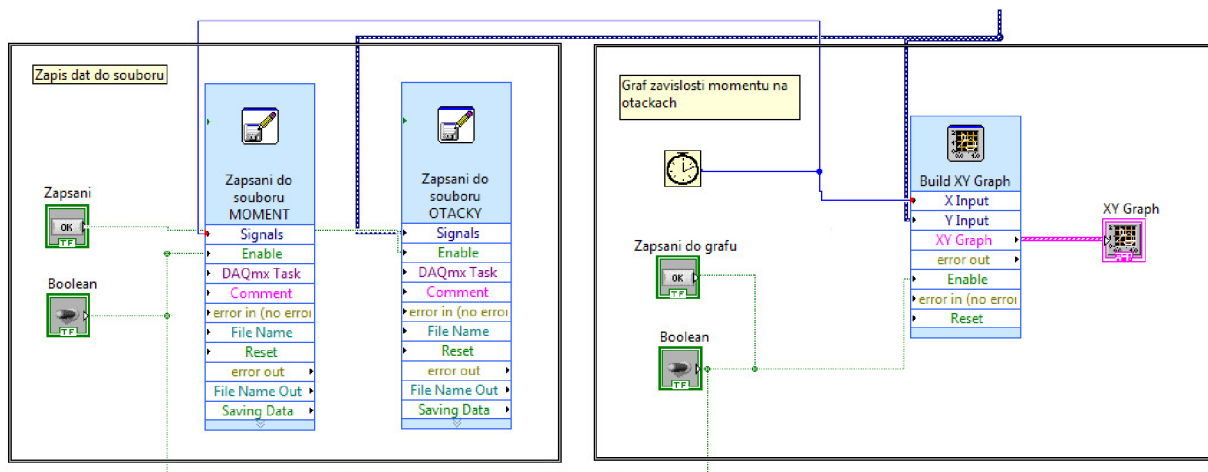 Zapis dat do souboru
Zapsani do
souboru
MOMENT
Signals
Enable
DAQmx Task
Comment
error in (no erroi
File Name
Reset
error out
File Name Out
Saving Data
Zapsani do
souboru
OTACKY
Signals
Enable
DAQmx Task
Comment
error in (no erroi
File Name
Reset
error out
File Name Out
Saving Data
Zapsani
OK
TF
Boolean
TF
Graf zavislosti momentu na
otackach
Build XY Graph
X Input
Y Input
XY Graph
error out
Enable
error in (no erroi
Reset
XY Graph
Zapsani do grafu
OK
TF
Boolean
TF